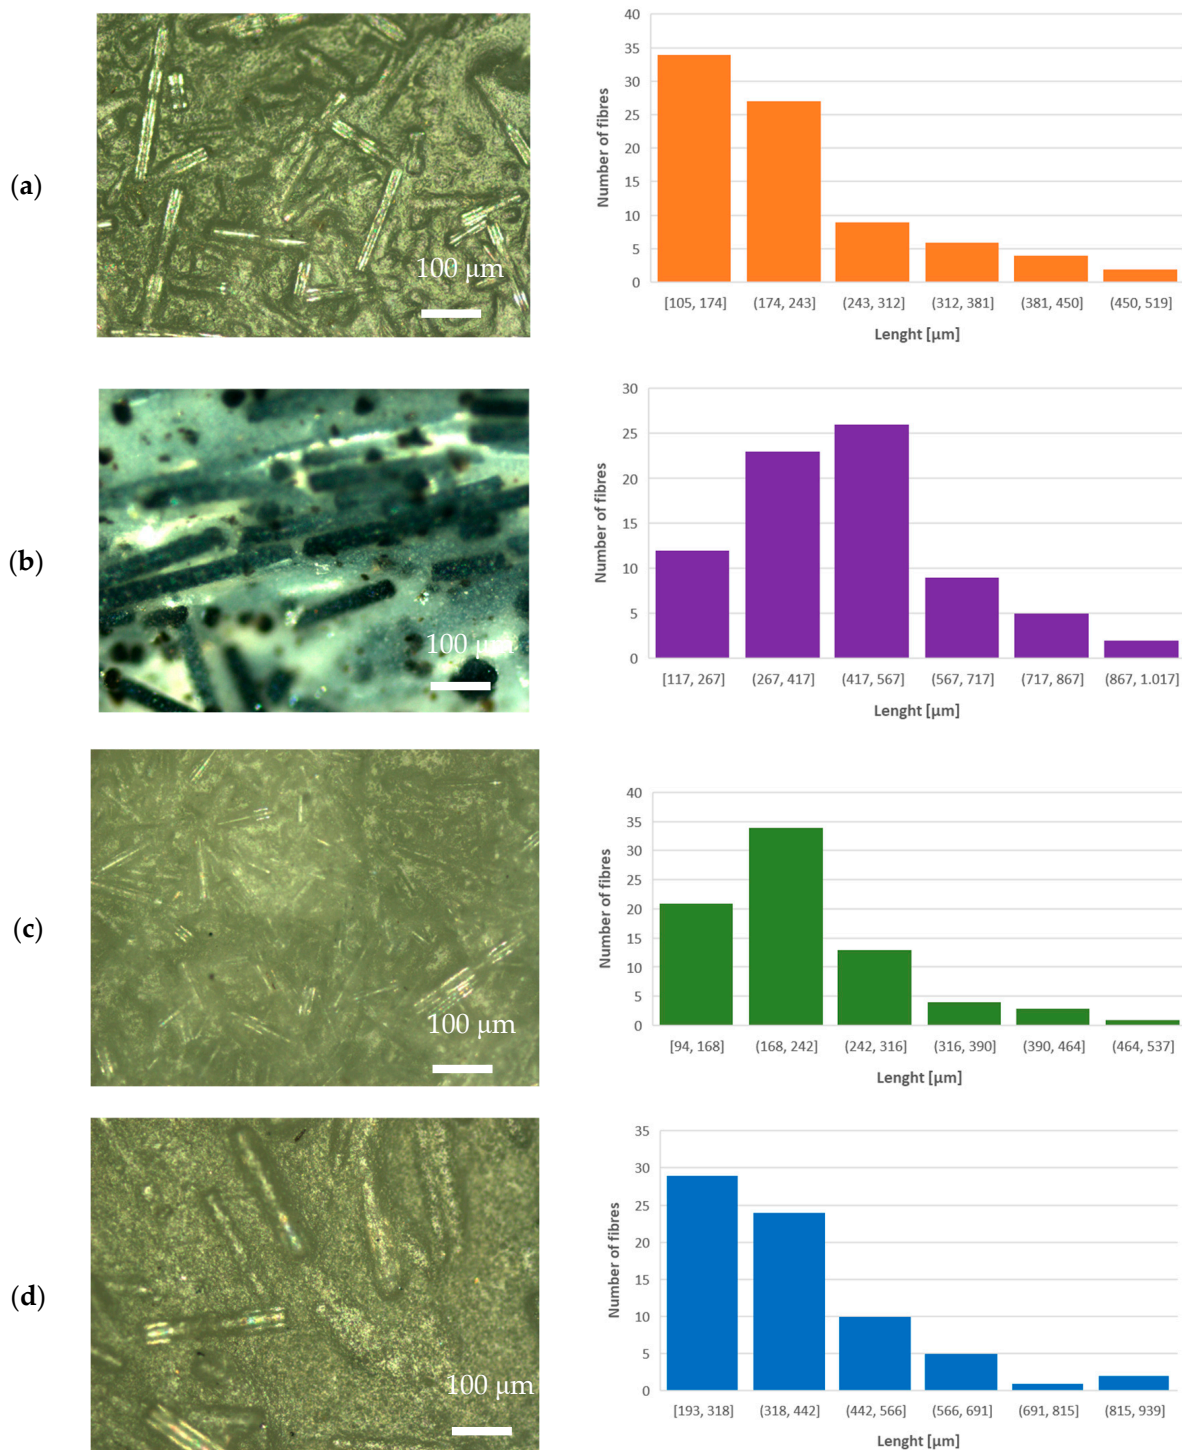 (a)
100 µm
Number of fibres
40
35
30
25
20
15
10
5
0
[105, 174] (174, 243] (243, 312] (312, 381] (381, 450] (450, 519]
Lenght [µm]
(b)
100 µm
Number of fibres
30
25
20
15
10
5
0
[117, 267] (267, 417] (417, 567] (567, 717] (717, 867] (867, 1.017]
Lenght [µm]
(c)
100 µm
Number of fibres
40
35
30
25
20
15
10
5
0
[94, 168] (168, 242] (242, 316] (316, 390] (390, 464] (464, 537]
Lenght [µm]
(d)
100 µm
Number of fibres
35
30
25
20
15
10
5
0
[193, 318] (318, 442] (442, 566] (566, 691] (691, 815] (815, 939]
Lenght [µm]